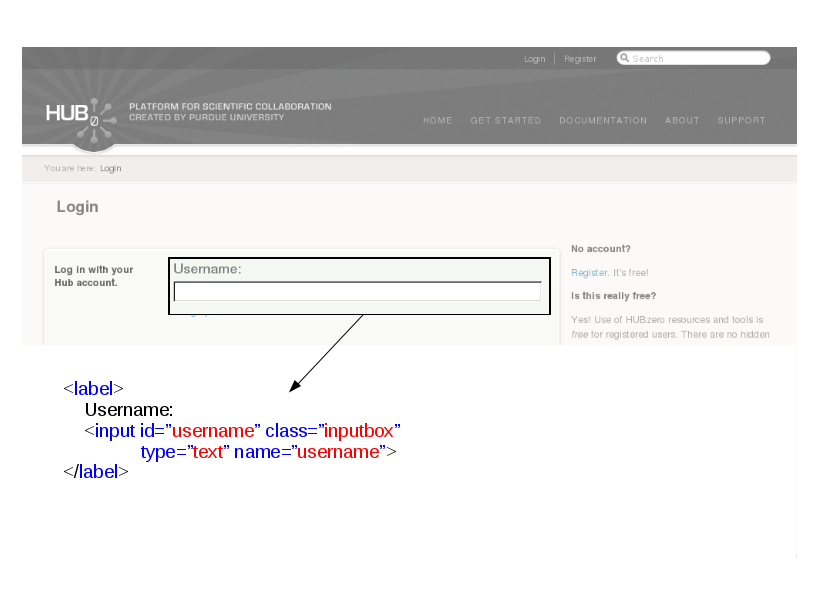 Login Register Search
HUB0 PLATFORM FOR SCIENTIFIC COLLABORATION
CREATED BY PURDUE UNIVERSITY
HOME GET STARTED DOCUMENTATION ABOUT SUPPORT
You are here: Login
Login
Log in with your
Hub account.
Username:
No account?
Register. It's free!
Is this really free?
Yes! Use of HUBzero resources and tools is
free for registered users. There are no hidden
<label>
Username:
<input id="username" class="inputbox"
type="text" name="username">
</label>